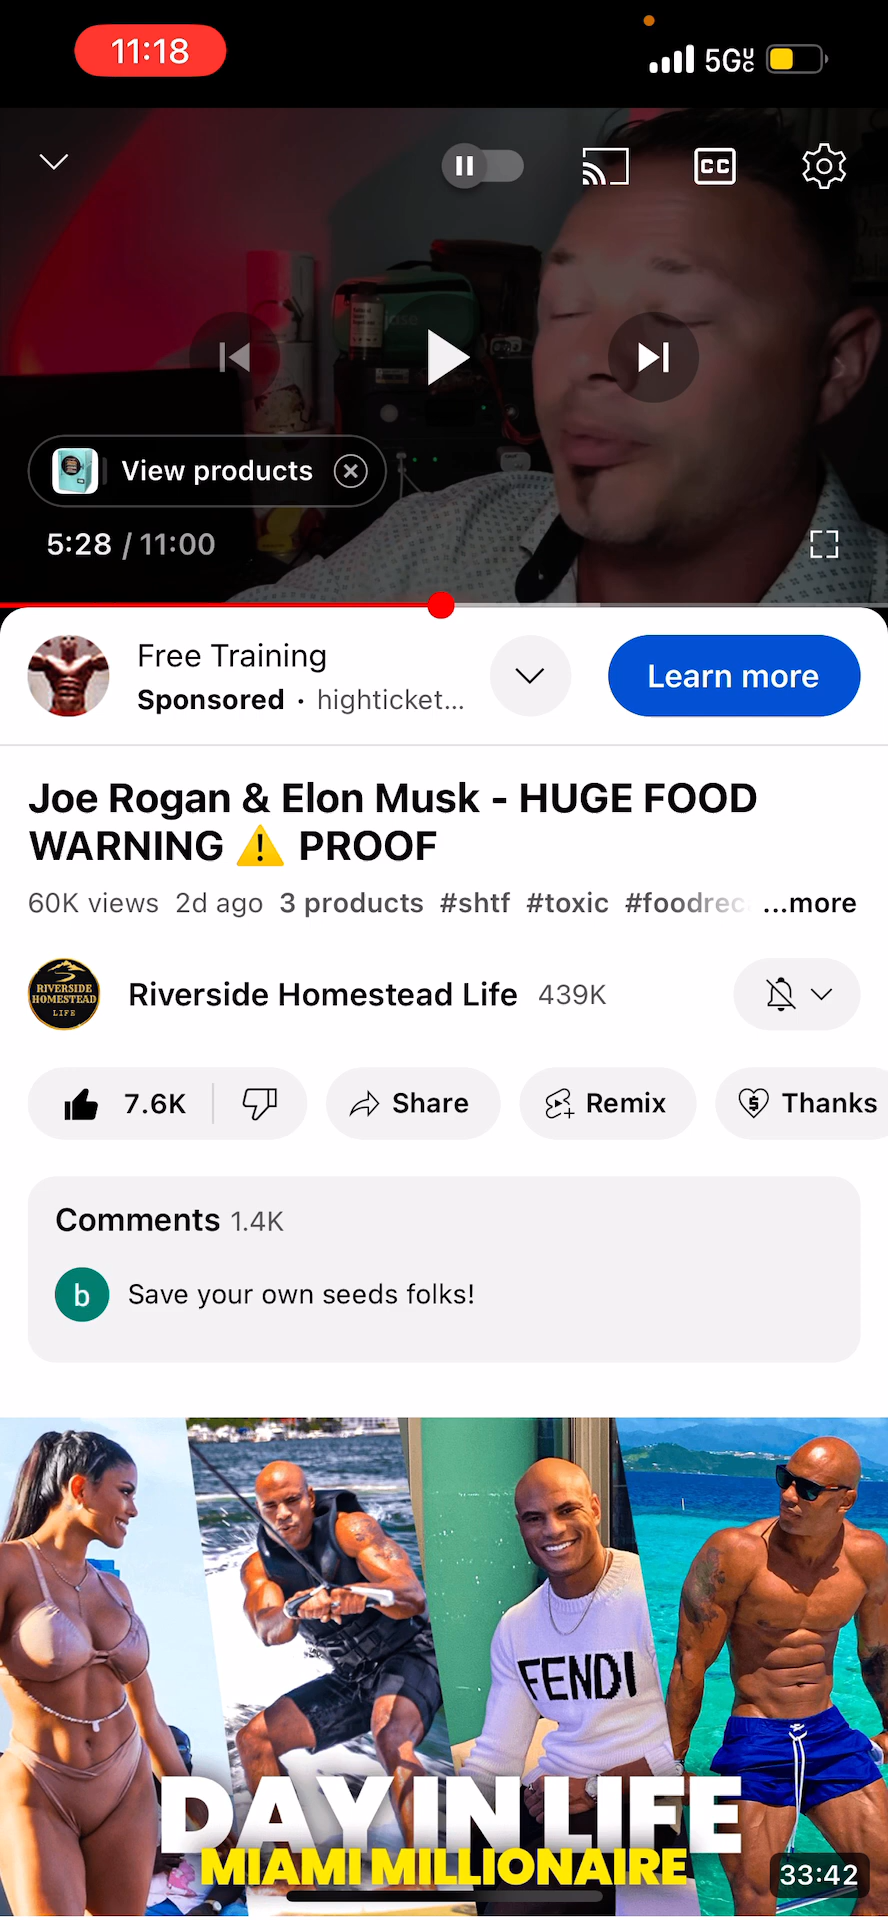 11:18
5G UC
CC
jase
View products
5:28 / 11:00
Free Training
Sponsored · highticket...
Learn more
Joe Rogan & Elon Musk - HUGE FOOD
WARNING ⚠️ PROOF
60K views 2d ago 3 products #shtf #toxic #foodrec ...more
RIVERSIDE
HOMESTEAD
LIFE
Riverside Homestead Life 439K
7.6K
Share
Remix
Thanks
Comments 1.4K
b
Save your own seeds folks!
FENDI
DAY IN LIFE
MIAMI MILLIONAIRE
33:42